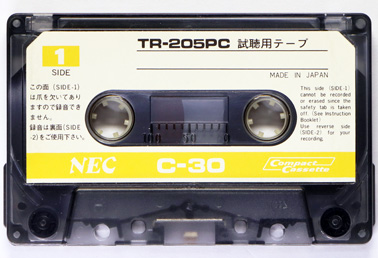 TR-205PC 試聴用テープ
1
SIDE
MADE IN JAPAN
この面 (SIDE-1)
は爪を欠いてあり
ますので録音でき
ません。
録音は裏面(SIDE
-2)をご使用下さい。
This side (SIDE-1)
cannot be recorded
or erased since the
safety tab is taken
off. (See Instruction
Booklet)
Use reverse side
(SIDE-2) for your
recording.
NEC
C-30
Compact
Cassette